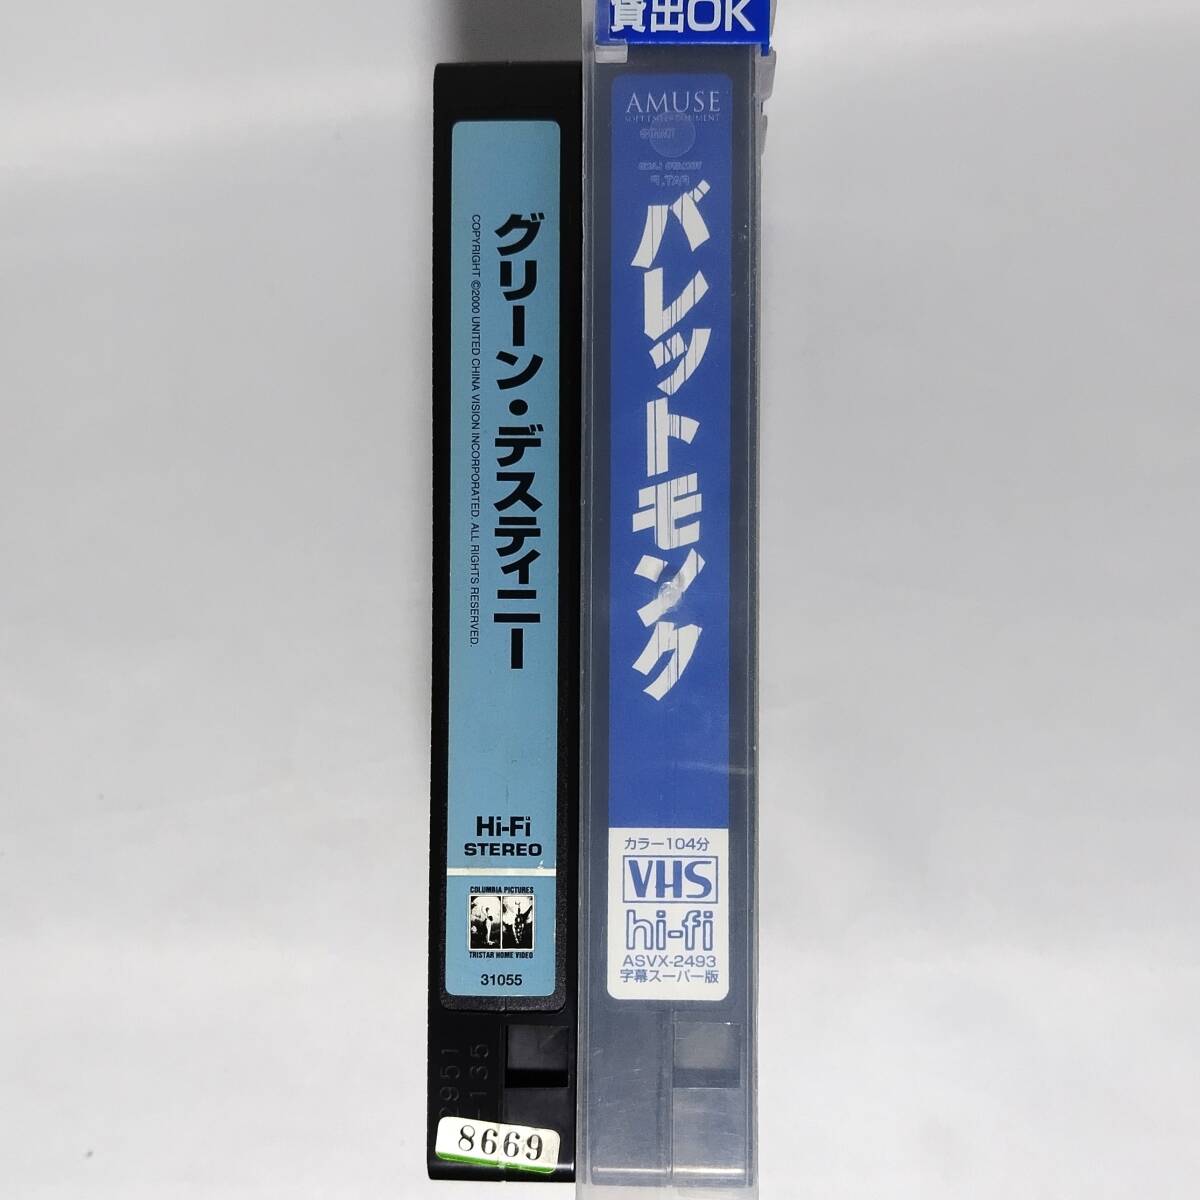 グリーン・デスティニー
COPYRIGHT ©2000 UNITED CHINA VISION INCORPORATED. ALL RIGHTS RESERVED.
Hi-Fi
STEREO
COLUMBIA PICTURES
TRISTAR HOME VIDEO
31055
-135
8669
貸出OK
AMUSE
SOFT ENTERTAINMENT
バレットモンク
カラー104分
VHS
hi-fi
ASVX-2493
字幕スーパー版